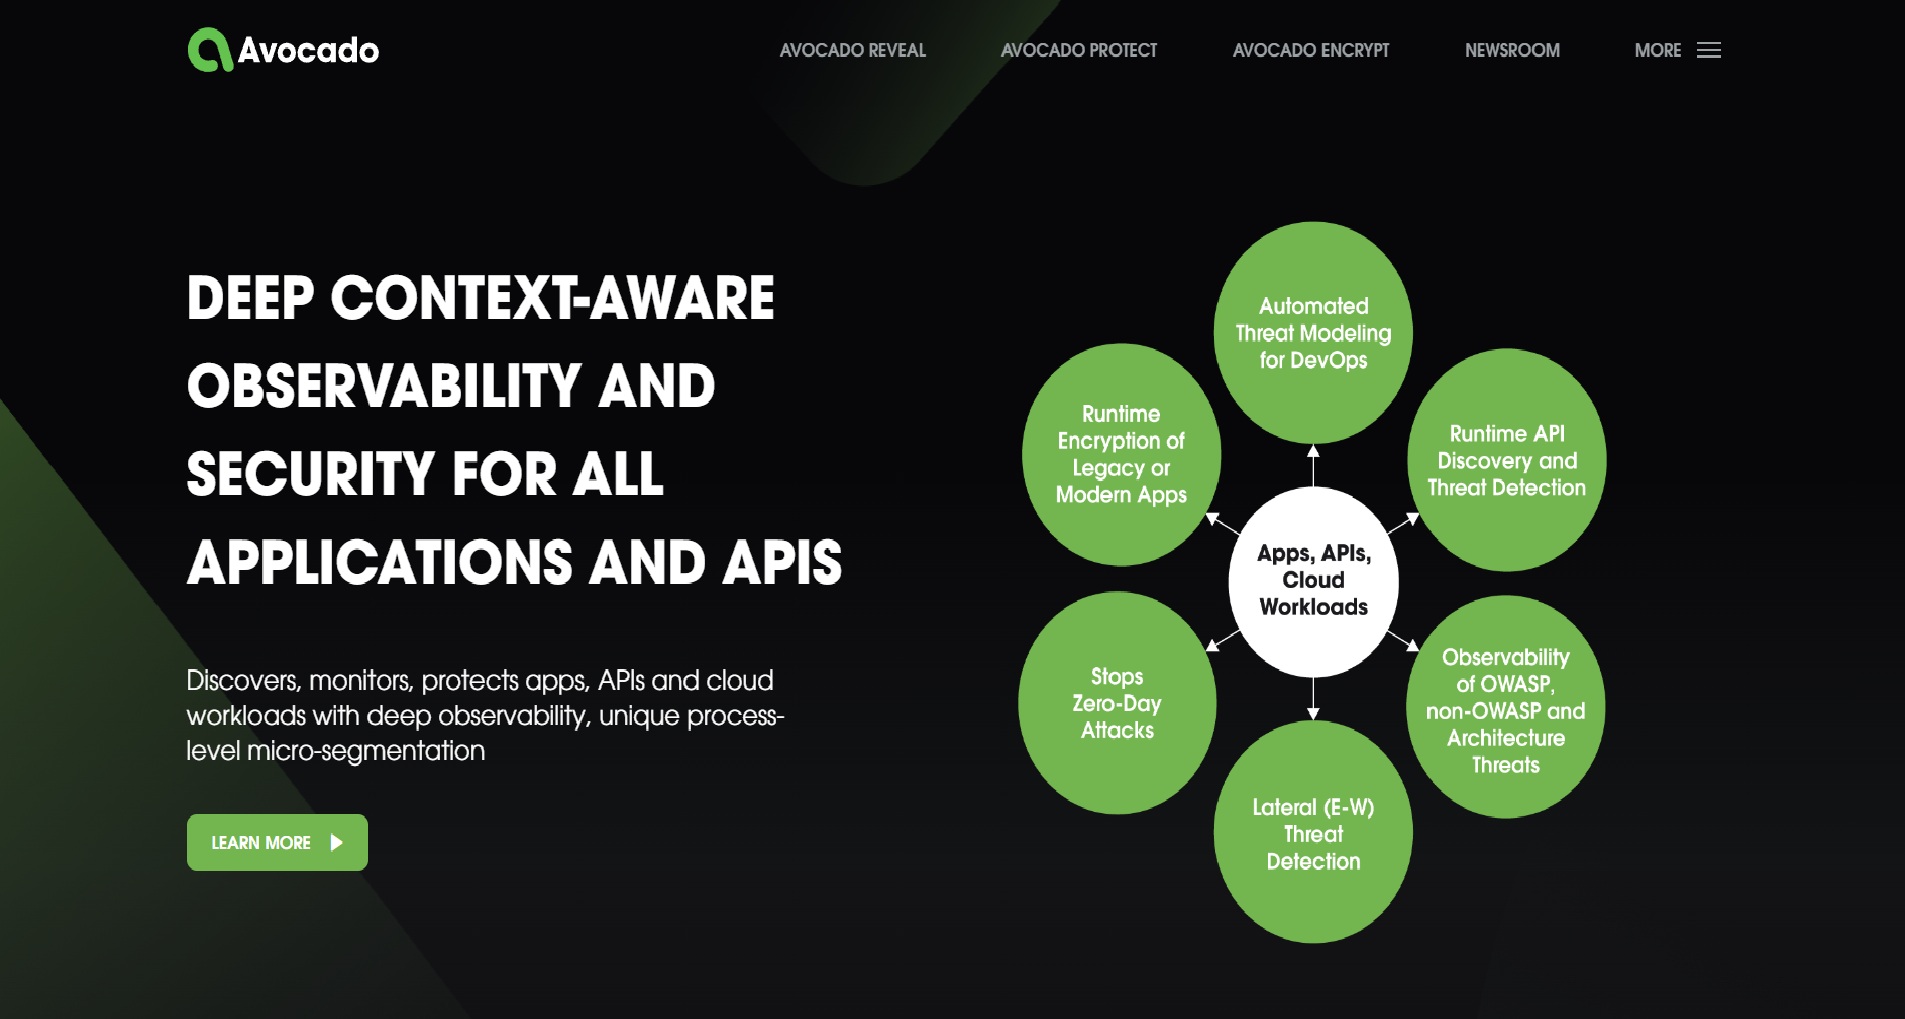 Avocado
AVOCADO REVEAL
AVOCADO PROTECT
AVOCADO ENCRYPT
NEWSROOM
MORE
DEEP CONTEXT-AWARE
OBSERVABILITY AND
SECURITY FOR ALL
APPLICATIONS AND APIS
Discovers, monitors, protects apps, APIs and cloud
workloads with deep observability, unique process-
level micro-segmentation
LEARN MORE
Automated
Threat Modeling
for DevOps
Runtime
Encryption of
Legacy or
Modern Apps
Runtime API
Discovery and
Threat Detection
Apps, APIs,
Cloud
Workloads
Stops
Zero-Day
Attacks
Observability
of OWASP,
non-OWASP and
Architecture
Threats
Lateral (E-W)
Threat
Detection